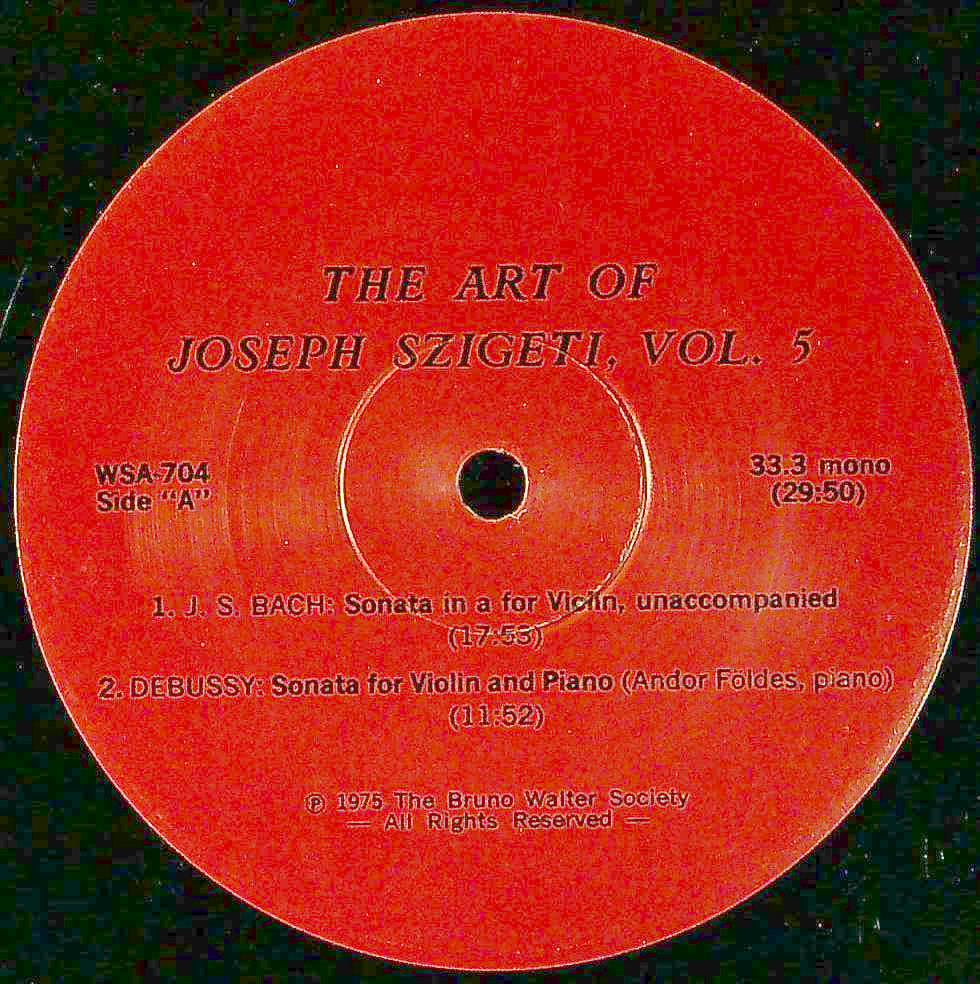 THE ART OF
JOSEPH SZIGETI, VOL. 5
WSA-704
Side "A"
33.3 mono
(29:50)
1. J. S. BACH: Sonata in a for Violin, unaccompanied
(17:53)
2. DEBUSSY: Sonata for Violin and Piano (Andor Földes, piano)
(11:52)
℗ 1975 The Bruno Walter Society
— All Rights Reserved —